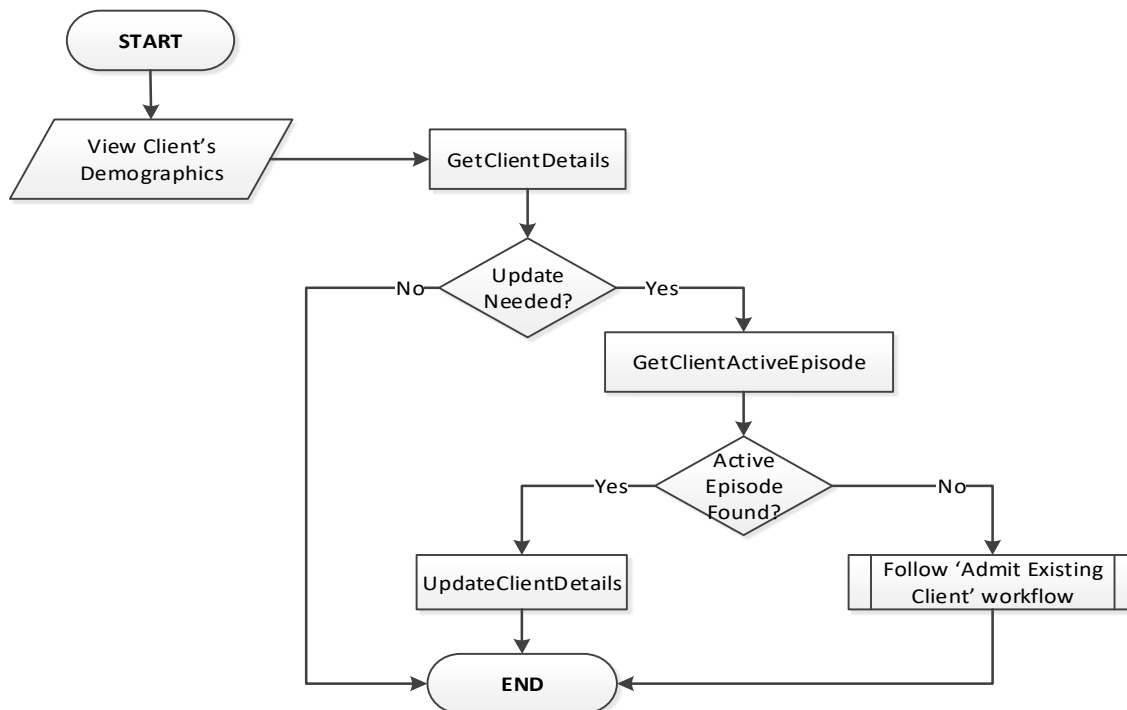 START
View Client’s
Demographics
GetClientDetails
Update
Needed?
No
Yes
GetClientActiveEpisode
Active
Episode
Found?
Yes
No
UpdateClientDetails
Follow ‘Admit Existing
Client’ workflow
END